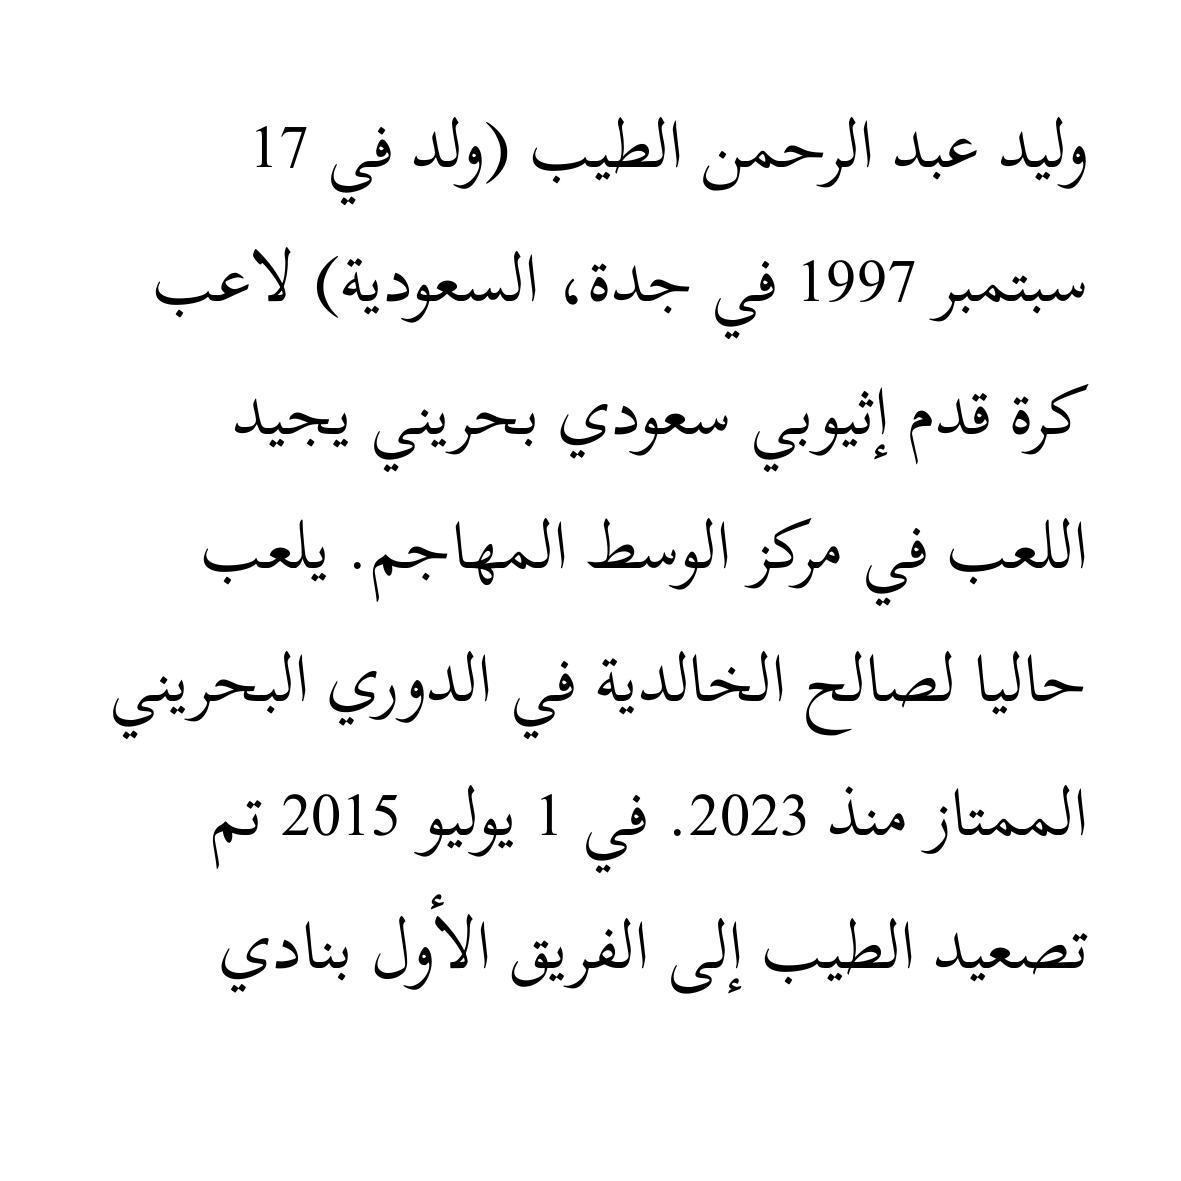 وليد عبد الرحمن الطيب (ولد في 17
سبتمبر 1997 في جدة، السعودية) لاعب
كرة قدم إثيوبي سعودي بحريني يجيد
اللعب في مركز الوسط المهاجم. يلعب
حاليا لصالح الخالدية في الدوري البحريني
الممتاز منذ 2023. في 1 يوليو 2015 تم
تصعيد الطيب إلى الفريق الأول بنادي